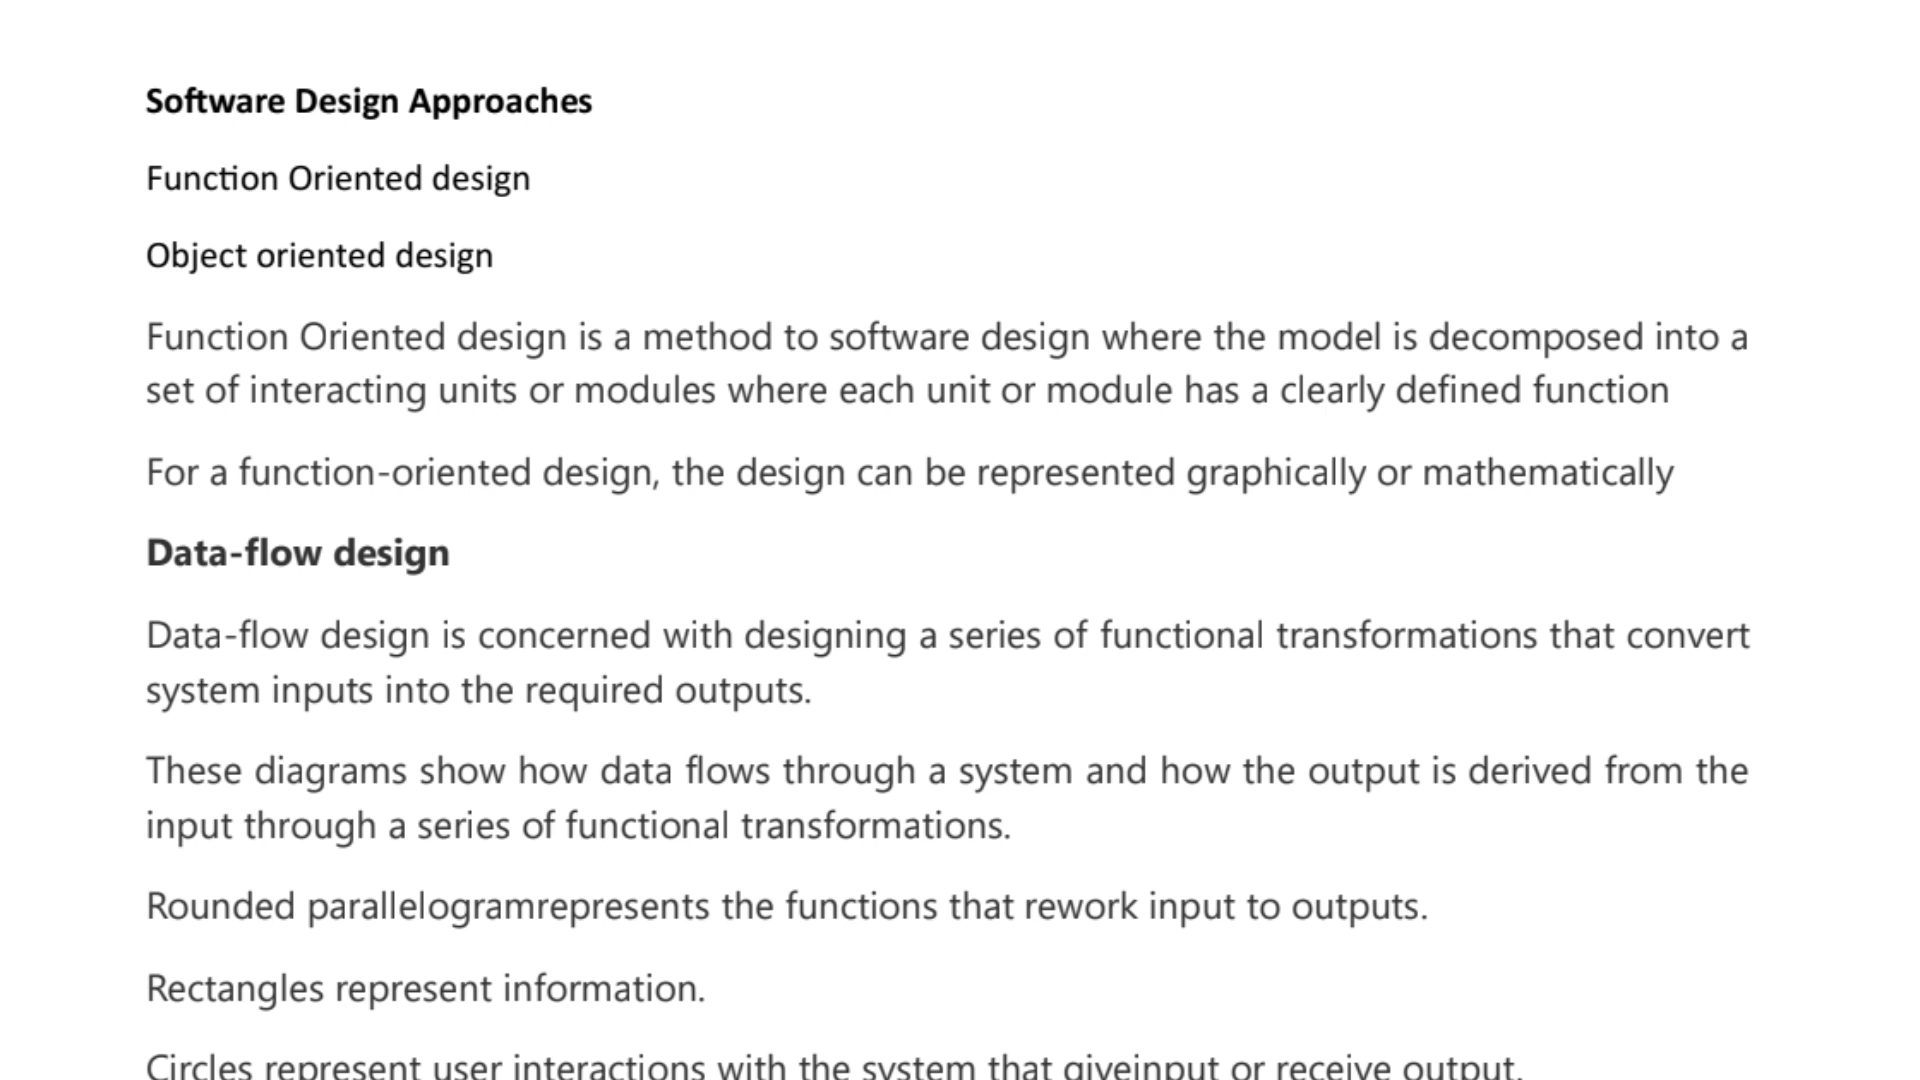 Software Design Approaches
Function Oriented design
Object oriented design
Function Oriented design is a method to software design where the model is decomposed into a
set of interacting units or modules where each unit or module has a clearly defined function
For a function-oriented design, the design can be represented graphically or mathematically
Data-flow design
Data-flow design is concerned with designing a series of functional transformations that convert
system inputs into the required outputs.
These diagrams show how data flows through a system and how the output is derived from the
input through a series of functional transformations.
Rounded parallelogramrepresents the functions that rework input to outputs.
Rectangles represent information.
Circles represent user interactions with the system that giveinput or receive output.